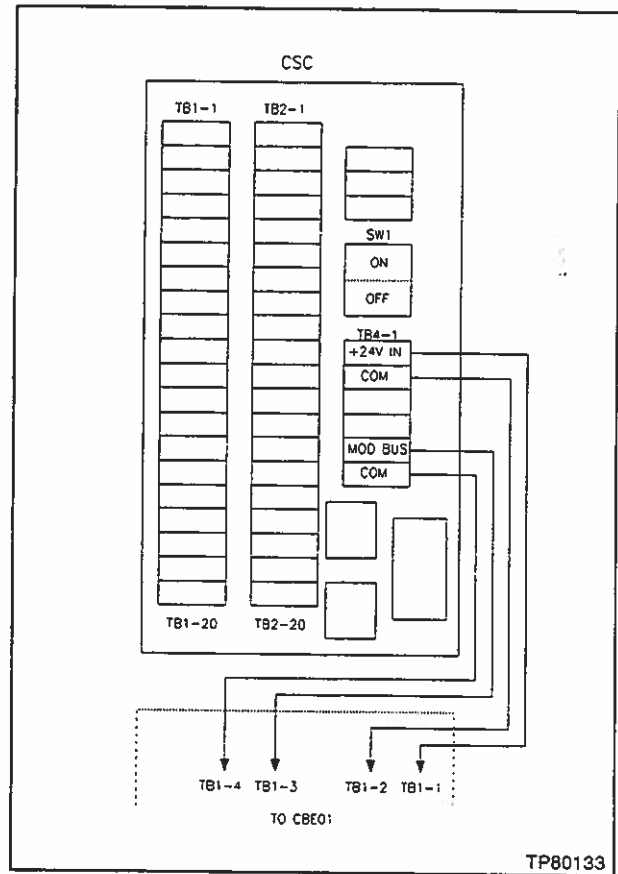 CSC
TB1-1 TB2-1
SW1
ON
OFF
TB4-1
+24V IN
COM
MOD BUS
COM
TB1-20 TB2-20
TB1-4 TB1-3 TB1-2 TB1-1
TO CBE01
TP80133